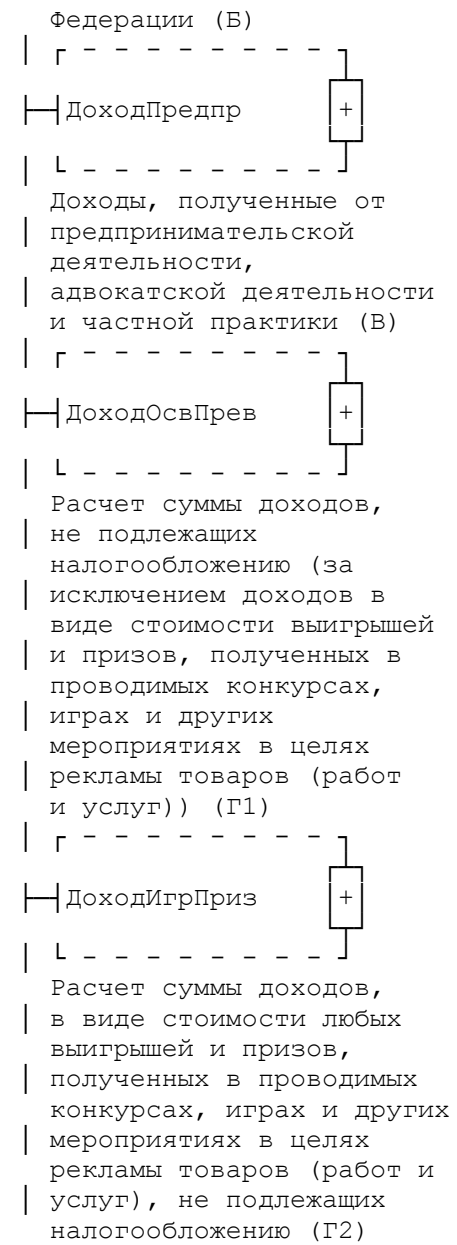 Федерации (Б)
ДоходПредпр +
Доходы, полученные от
предпринимательской
деятельности,
адвокатской деятельности
и частной практики (В)
ДоходОсвПрев +
Расчет суммы доходов,
не подлежащих
налогообложению (за
исключением доходов в
виде стоимости выигрышей
и призов, полученных в
проводимых конкурсах,
играх и других
мероприятиях в целях
рекламы товаров (работ
и услуг)) (Г1)
ДоходИгрПриз +
Расчет суммы доходов,
в виде стоимости любых
выигрышей и призов,
полученных в проводимых
конкурсах, играх и других
мероприятиях в целях
рекламы товаров (работ и
услуг), не подлежащих
налогообложению (Г2)